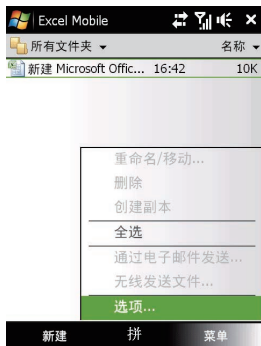 Excel Mobile
所有文件夹 名称
新建 Microsoft Offic... 16:42 10K
重命名/移动...
删除
创建副本
全选
通过电子邮件发送...
无线发送文件...
选项...
新建 拼 菜单